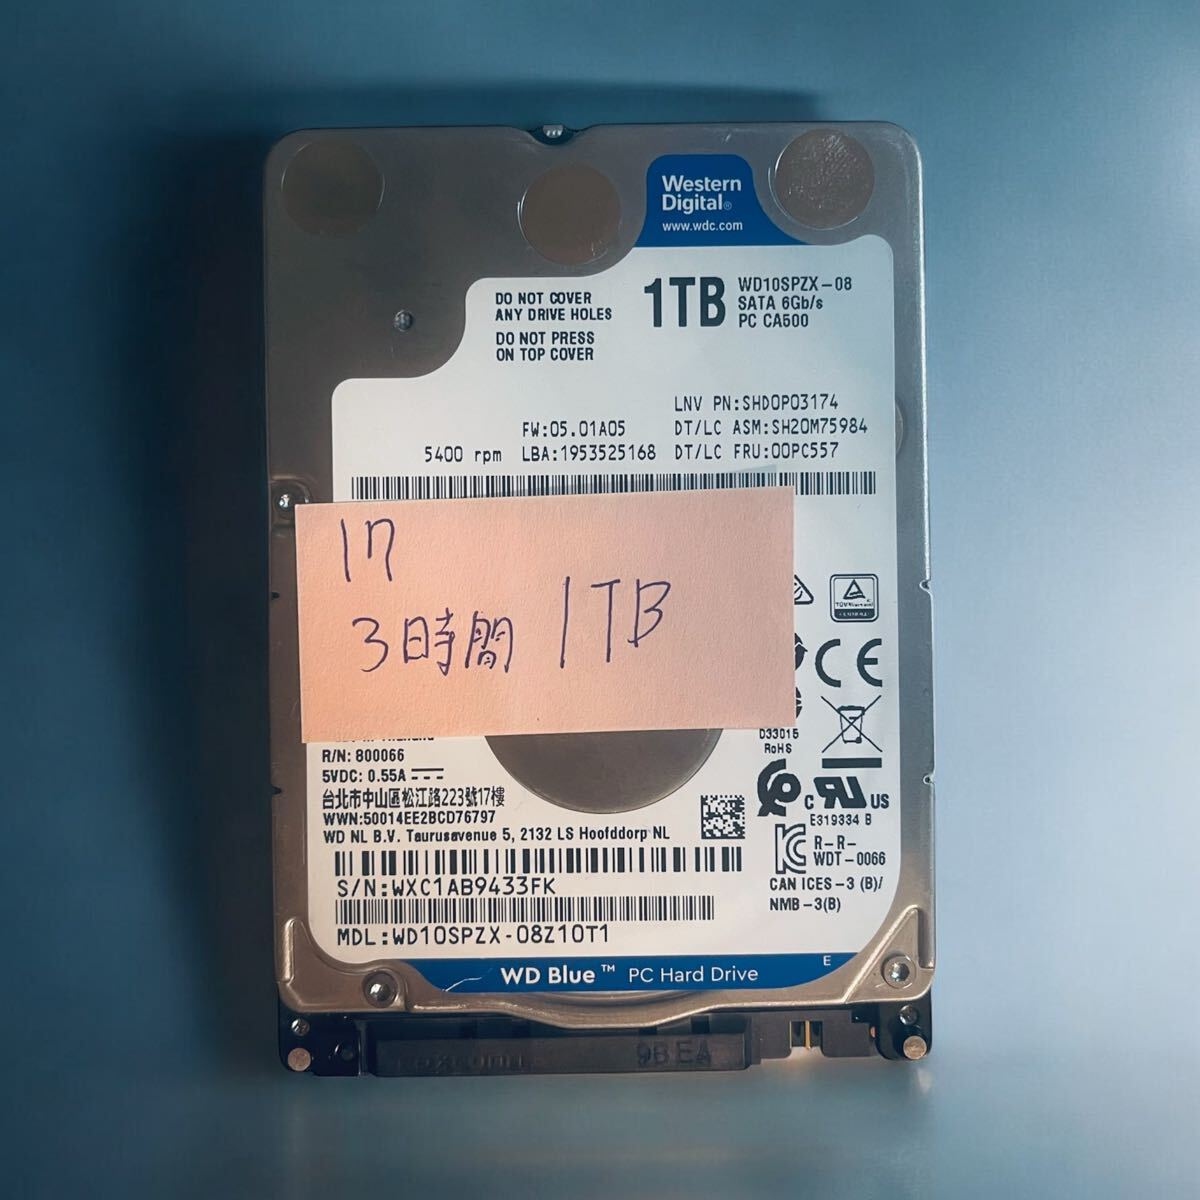 Western
Digital®
www.wdc.com
DO NOT COVER
ANY DRIVE HOLES
DO NOT PRESS
ON TOP COVER
1TB
WD10SPZX-08
SATA 6Gb/s
PC CA500
LNV PN:SHD0P03174
FW:05.01A05 DT/LC ASM:SH20M75984
5400 rpm LBA:1953525168 DT/LC FRU:00PC557
17
3時間 1TB
R/N: 800066
5VDC: 0.55A
台北市中山區松江路223號17樓
WWN:50014EE2BCD76797
WD NL B.V. Taurusavenue 5, 2132 LS Hoofddorp NL
S/N:WXC1AB9433FK
MDL:WD10SPZX-08Z10T1
CE
D33015
RoHS
C US
E319334 B
R-R-
WDT-0066
CAN ICES-3 (B)/
NMB-3(B)
WD Blue™ PC Hard Drive
E
9B EA